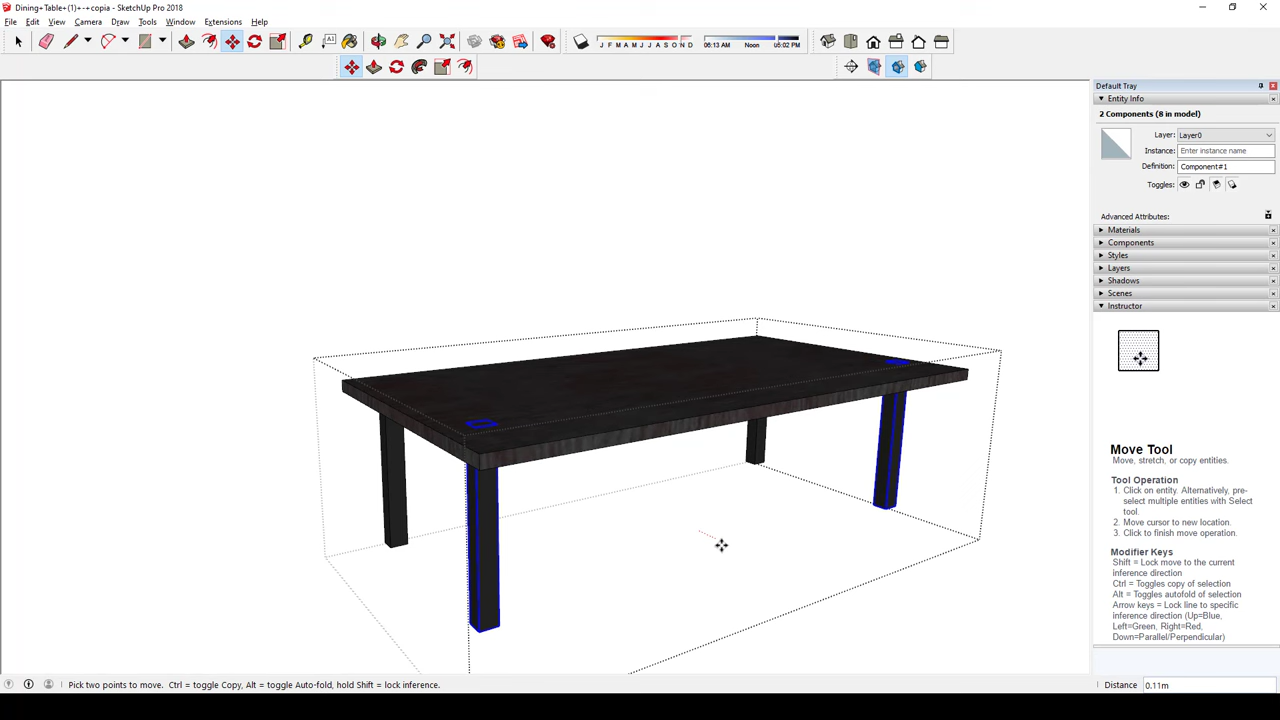 Dining+Table+(1)+-+copia - SketchUp Pro 2018
File Edit View Camera Draw Tools Window Extensions Help
J F M A M J J A S O N D
06:13 AM Noon 05:02 PM
Default Tray
Entity Info
2 Components (8 in model)
Layer: Layer0
Instance: Enter instance name
Definition: Component#1
Toggles:
Advanced Attributes:
Materials
Components
Styles
Layers
Shadows
Scenes
Instructor
Move Tool
Move, stretch, or copy entities.
Tool Operation
1. Click on entity. Alternatively, pre-
select multiple entities with Select
tool.
2. Move cursor to new location.
3. Click to finish move operation.
Modifier Keys
Shift = Lock move to the current
inference direction
Ctrl = Toggles copy of selection
Alt = Toggles autofold of selection
Arrow keys = Lock line to specific
inference direction (Up=Blue,
Left=Green, Right=Red,
Down=Parallel/Perpendicular)
Pick two points to move. Ctrl = toggle Copy, Alt = toggle Auto-fold, hold Shift = lock inference.
Distance 0.11m